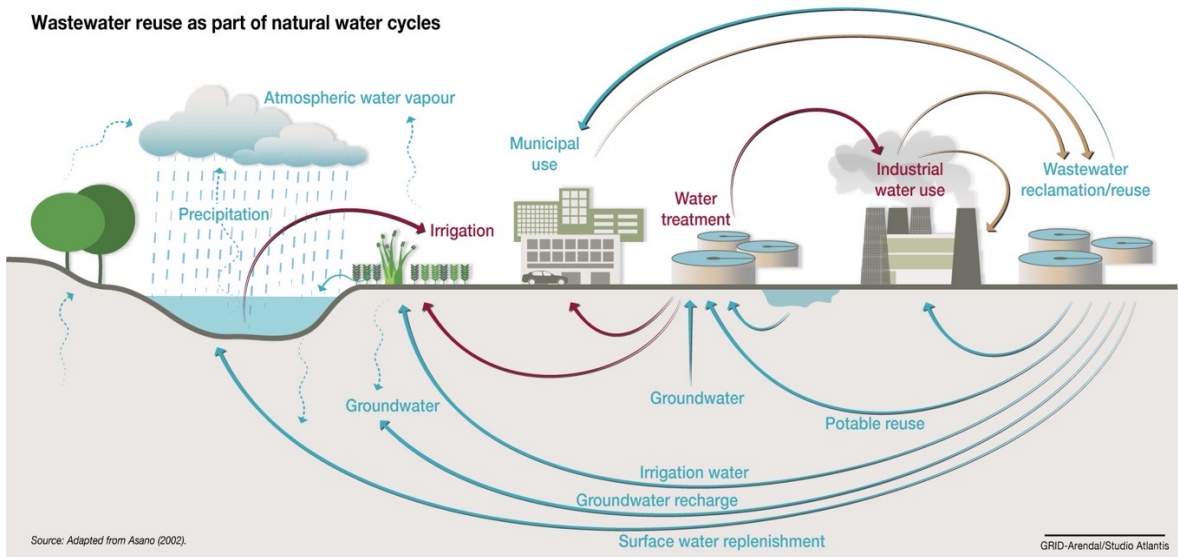 Wastewater reuse as part of natural water cycles
Atmospheric water vapour
Municipal
use
Precipitation
Irrigation
Water
treatment
Industrial
water use
Wastewater
reclamation/reuse
Groundwater
Groundwater
Potable reuse
Irrigation water
Groundwater recharge
Surface water replenishment
Source: Adapted from Asano (2002).
GRID-Arendal/Studio Atlantis